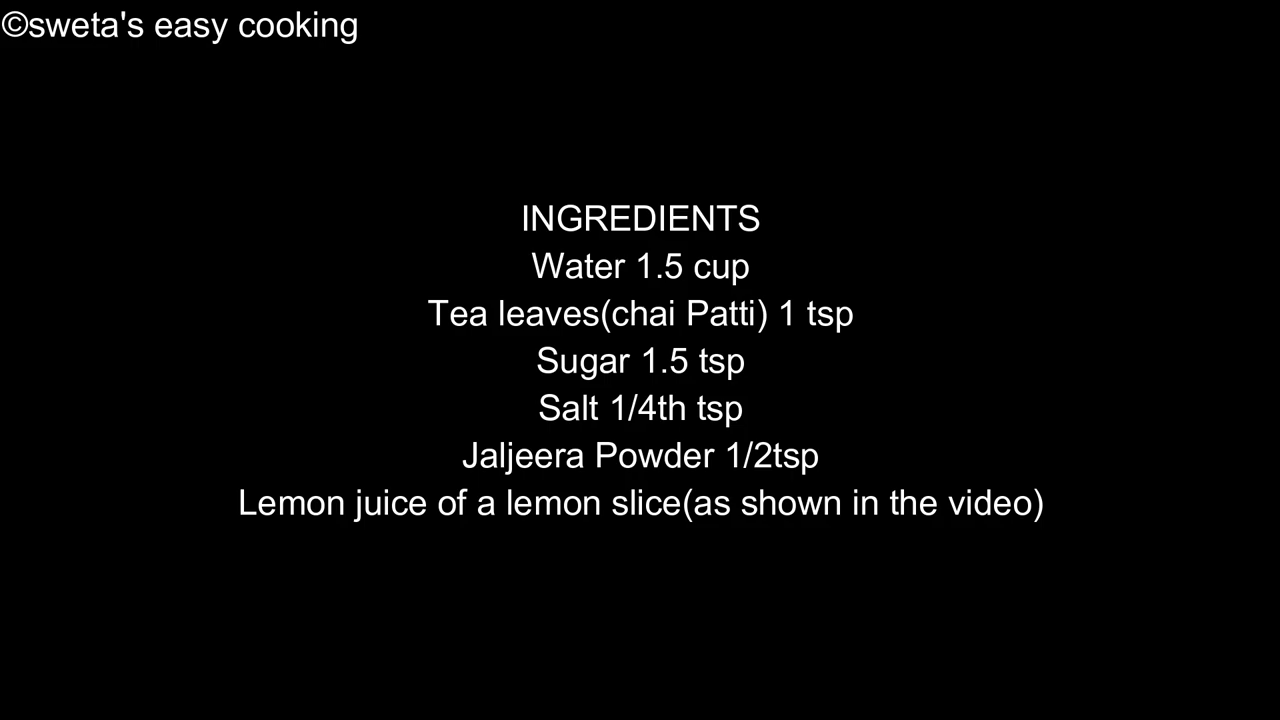 ©sweta's easy cooking
INGREDIENTS
Water 1.5 cup
Tea leaves(chai Patti) 1 tsp
Sugar 1.5 tsp
Salt 1/4th tsp
Jaljeera Powder 1/2tsp
Lemon juice of a lemon slice(as shown in the video)